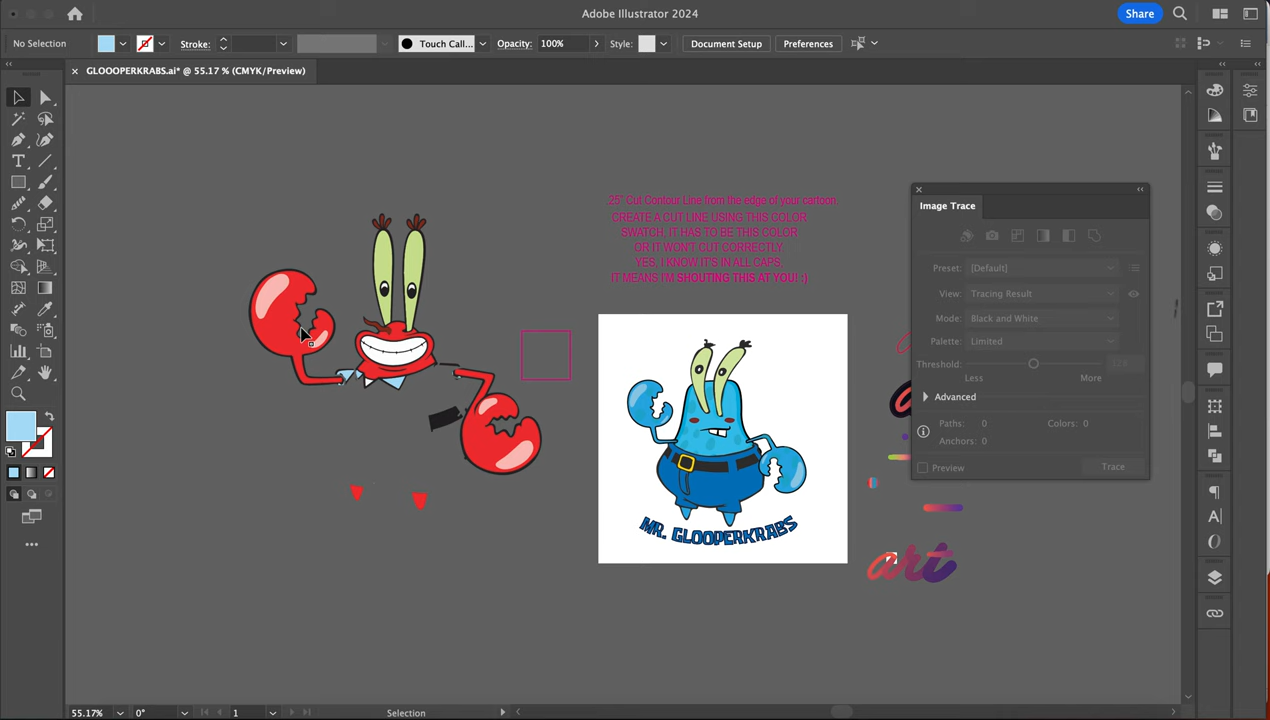 Adobe Illustrator 2024
Share
No Selection
Stroke:
Touch Call...
Opacity:
100%
Style:
Document Setup
Preferences
GLOOOPERKRABS.ai* @ 55.17 % (CMYK/Preview)
.25" Cut Contour Line from the edge of your cartoon
CREATE A CUT LINE USING THIS COLOR
SWATCH. IT HAS TO BE THIS COLOR
OR IT WON'T CUT CORRECTLY.
YES, I KNOW IT'S IN ALL CAPS,
IT MEANS I'M SHOUTING THIS AT YOU! :)
MR. GLOOPERKRABS
art
Image Trace
Preset: [Default]
View: Tracing Result
Mode: Black and White
Palette: Limited
Threshold:
Less More
Advanced
Paths: 0 Colors: 0
Anchors: 0
Preview Trace
55.17%
0°
1
Selection